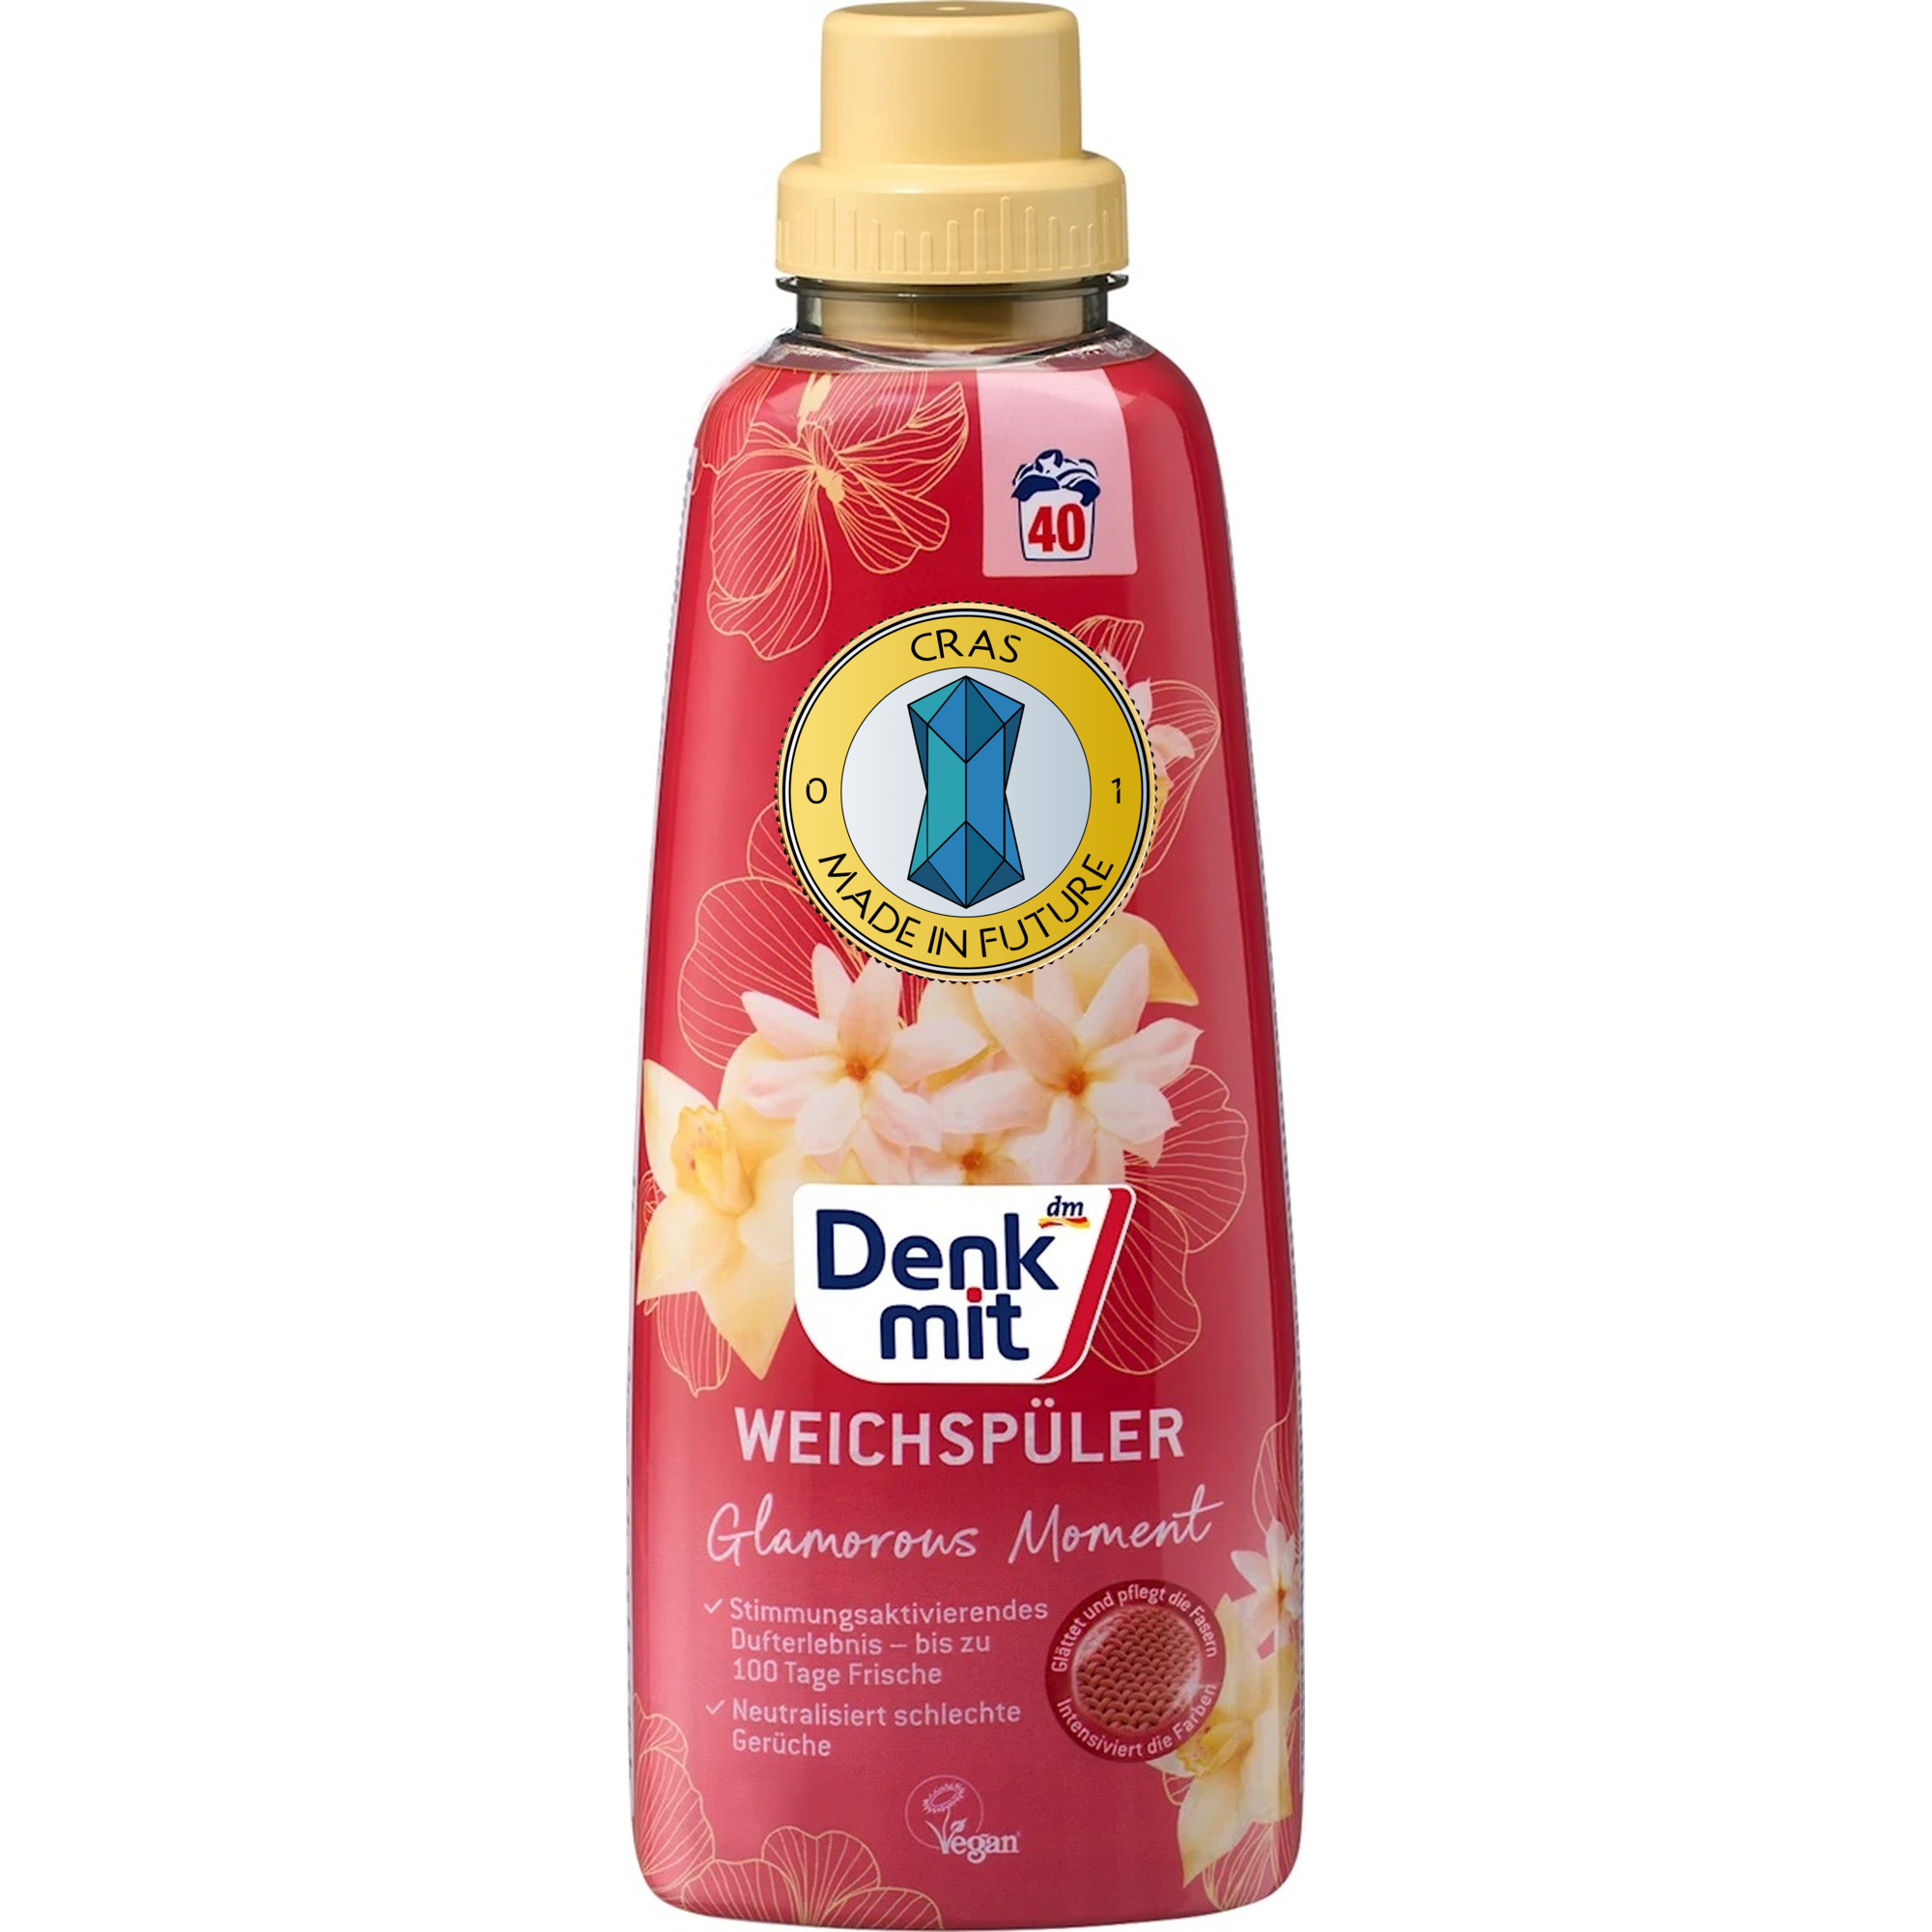 40
CRAS
0 1
MADE IN FUTURE
dm
Denk
mit
WEICHSPÜLER
Glamorous Moment
✓ Stimmungsaktivierendes
Dufterlebnis – bis zu
100 Tage Frische
✓ Neutralisiert schlechte
Gerüche
Glättet und pflegt die Fasern
Intensiviert die Farben
Vegan